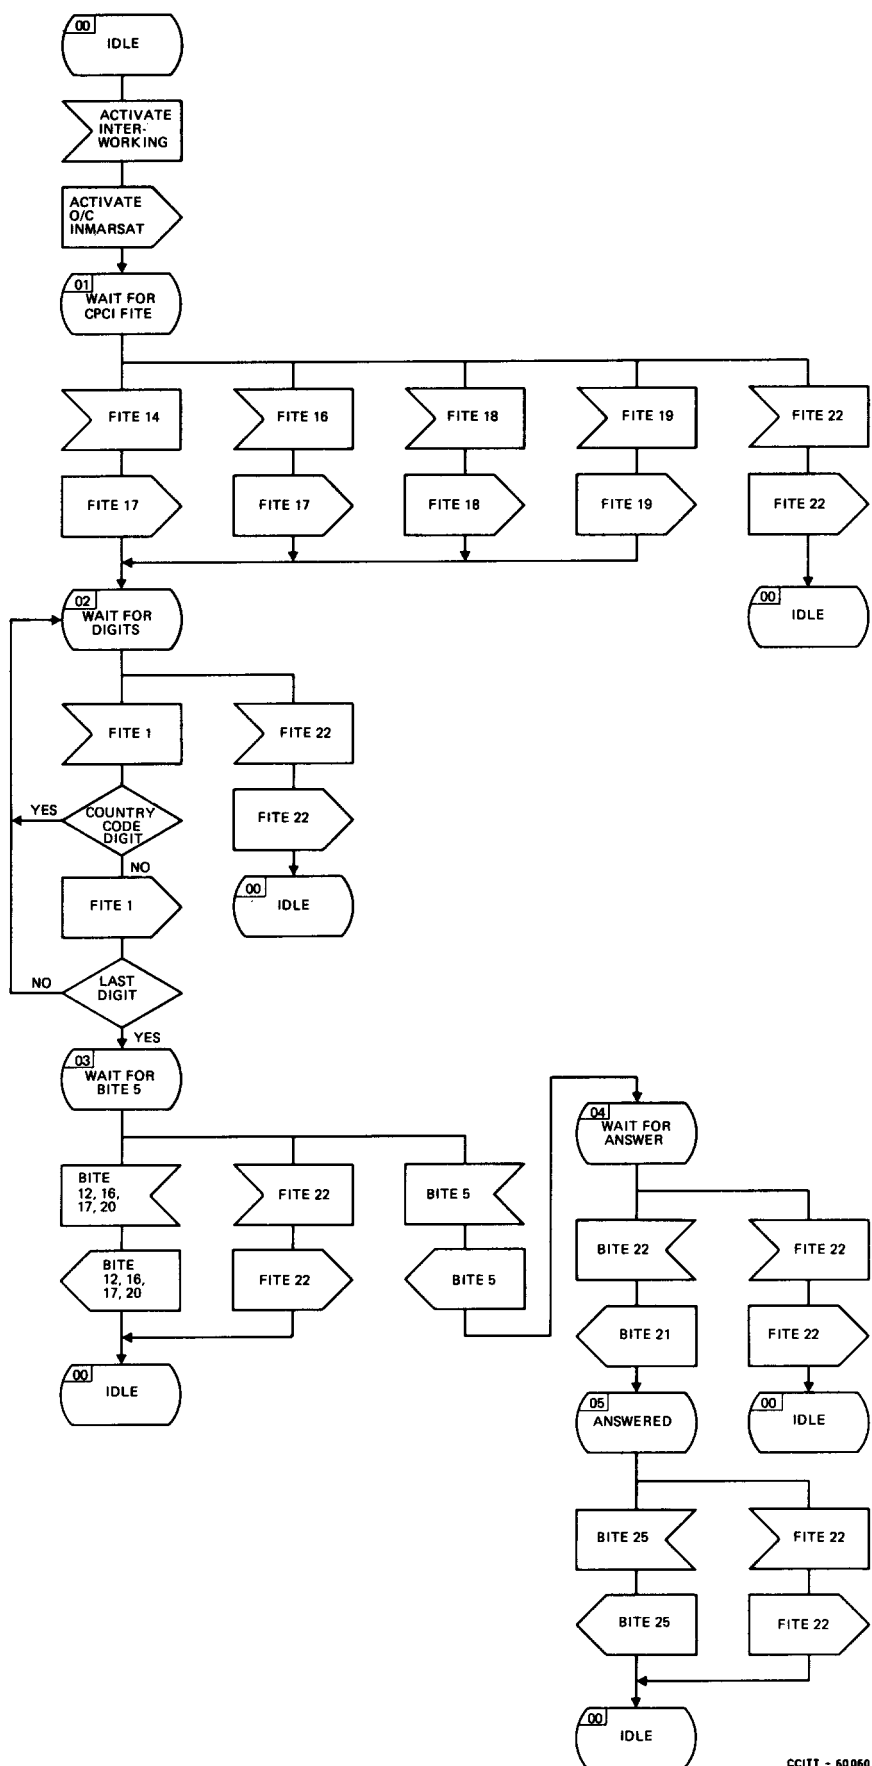 00
IDLE
ACTIVATE
INTER-
WORKING
ACTIVATE
O/C
INMARSAT
01
WAIT FOR
CPCI FITE
FITE 14
FITE 16
FITE 18
FITE 19
FITE 22
FITE 17
FITE 17
FITE 18
FITE 19
FITE 22
02
WAIT FOR
DIGITS
00
IDLE
FITE 1
FITE 22
YES
COUNTRY
CODE
DIGIT
FITE 22
NO
FITE 1
00
IDLE
NO
LAST
DIGIT
YES
03
WAIT FOR
BITE 5
04
WAIT FOR
ANSWER
BITE
12, 16,
17, 20
FITE 22
BITE 5
BITE 22
FITE 22
BITE
12, 16,
17, 20
FITE 22
BITE 5
BITE 21
FITE 22
00
IDLE
05
ANSWERED
00
IDLE
BITE 25
FITE 22
BITE 25
FITE 22
00
IDLE
CCITT - 60060